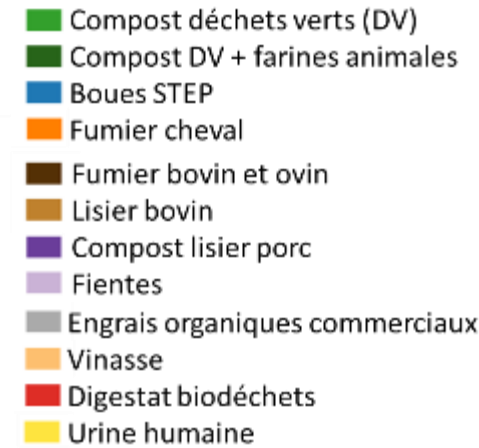 Compost déchets verts (DV)
Compost DV + farines animales
Boues STEP
Fumier cheval
Fumier bovin et ovin
Lisier bovin
Compost lisier porc
Fientes
Engrais organiques commerciaux
Vinasse
Digestat biodéchets
Urine humaine